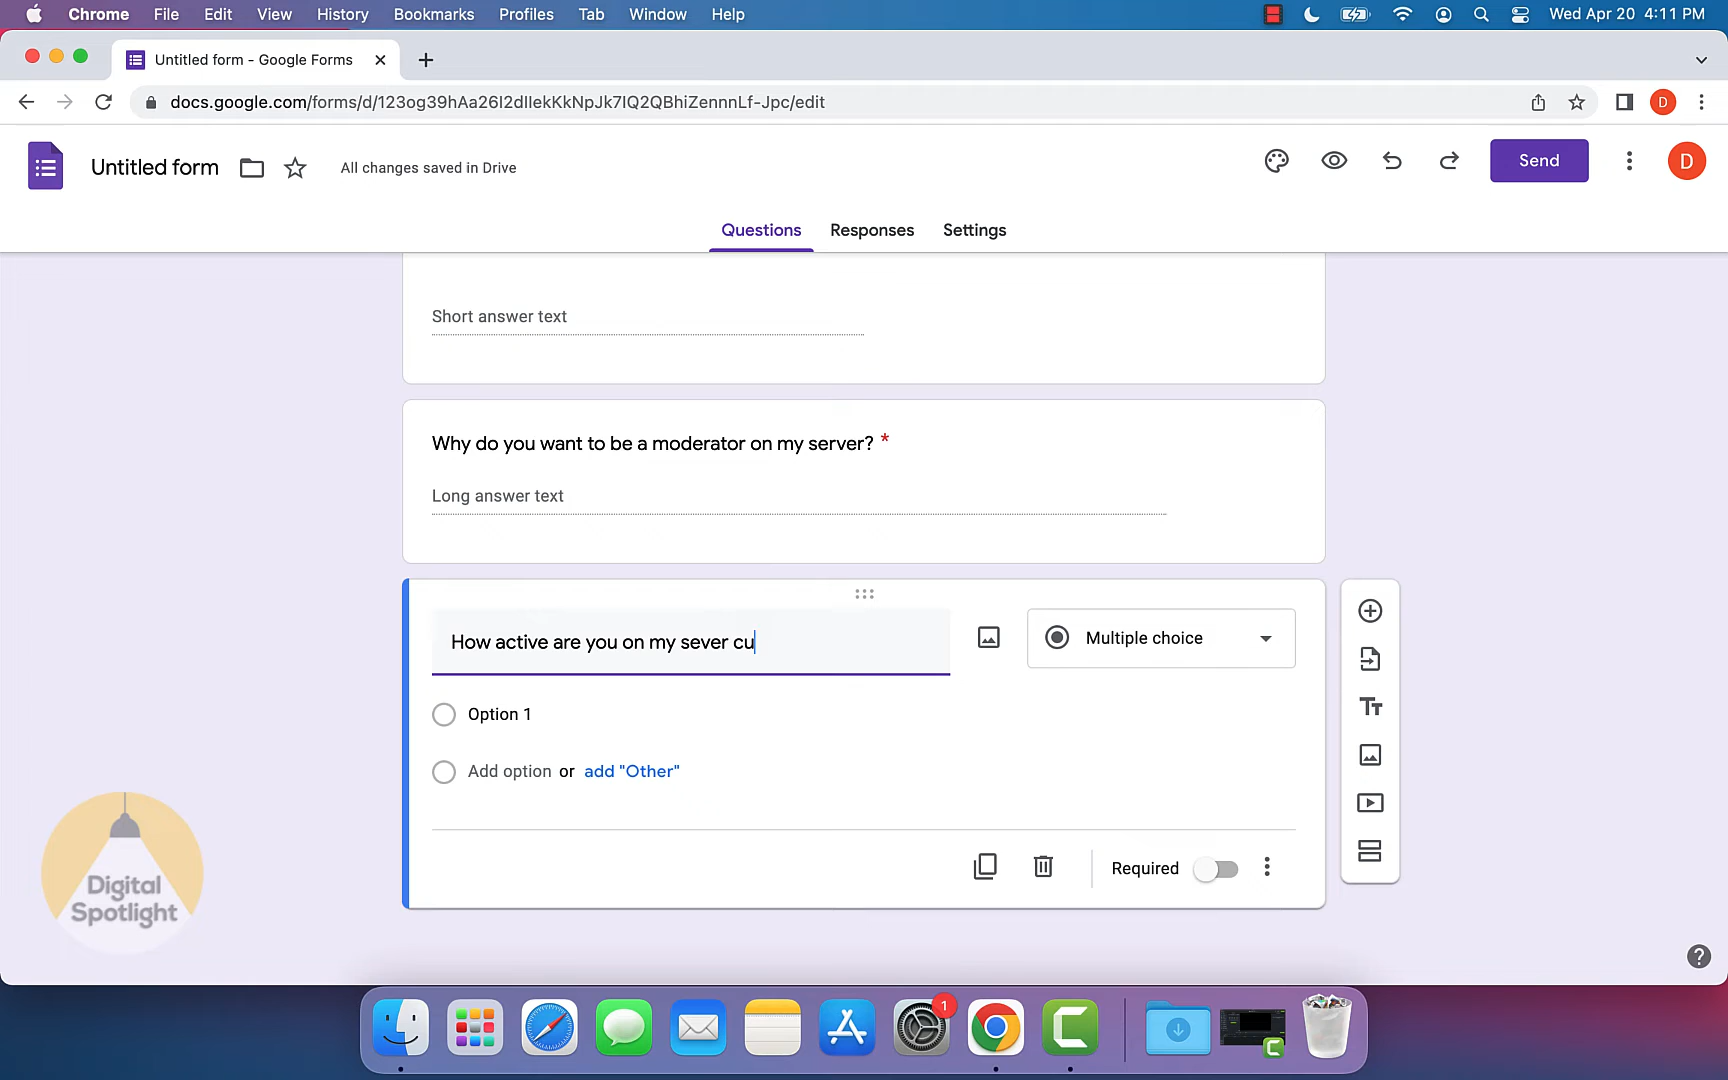 Chrome File Edit View History Bookmarks Profiles Tab Window Help Wed Apr 20 4:11 PM
Untitled form - Google Forms
docs.google.com/forms/d/123og39hAa26I2dIlekKkNpJk7IQ2QBhiZennnLf-Jpc/edit D
Untitled form All changes saved in Drive Send D
Questions Responses Settings
Short answer text
Why do you want to be a moderator on my server? *
Long answer text
How active are you on my sever cu Multiple choice
Option 1
Add option or add "Other"
Required
Digital
Spotlight
1